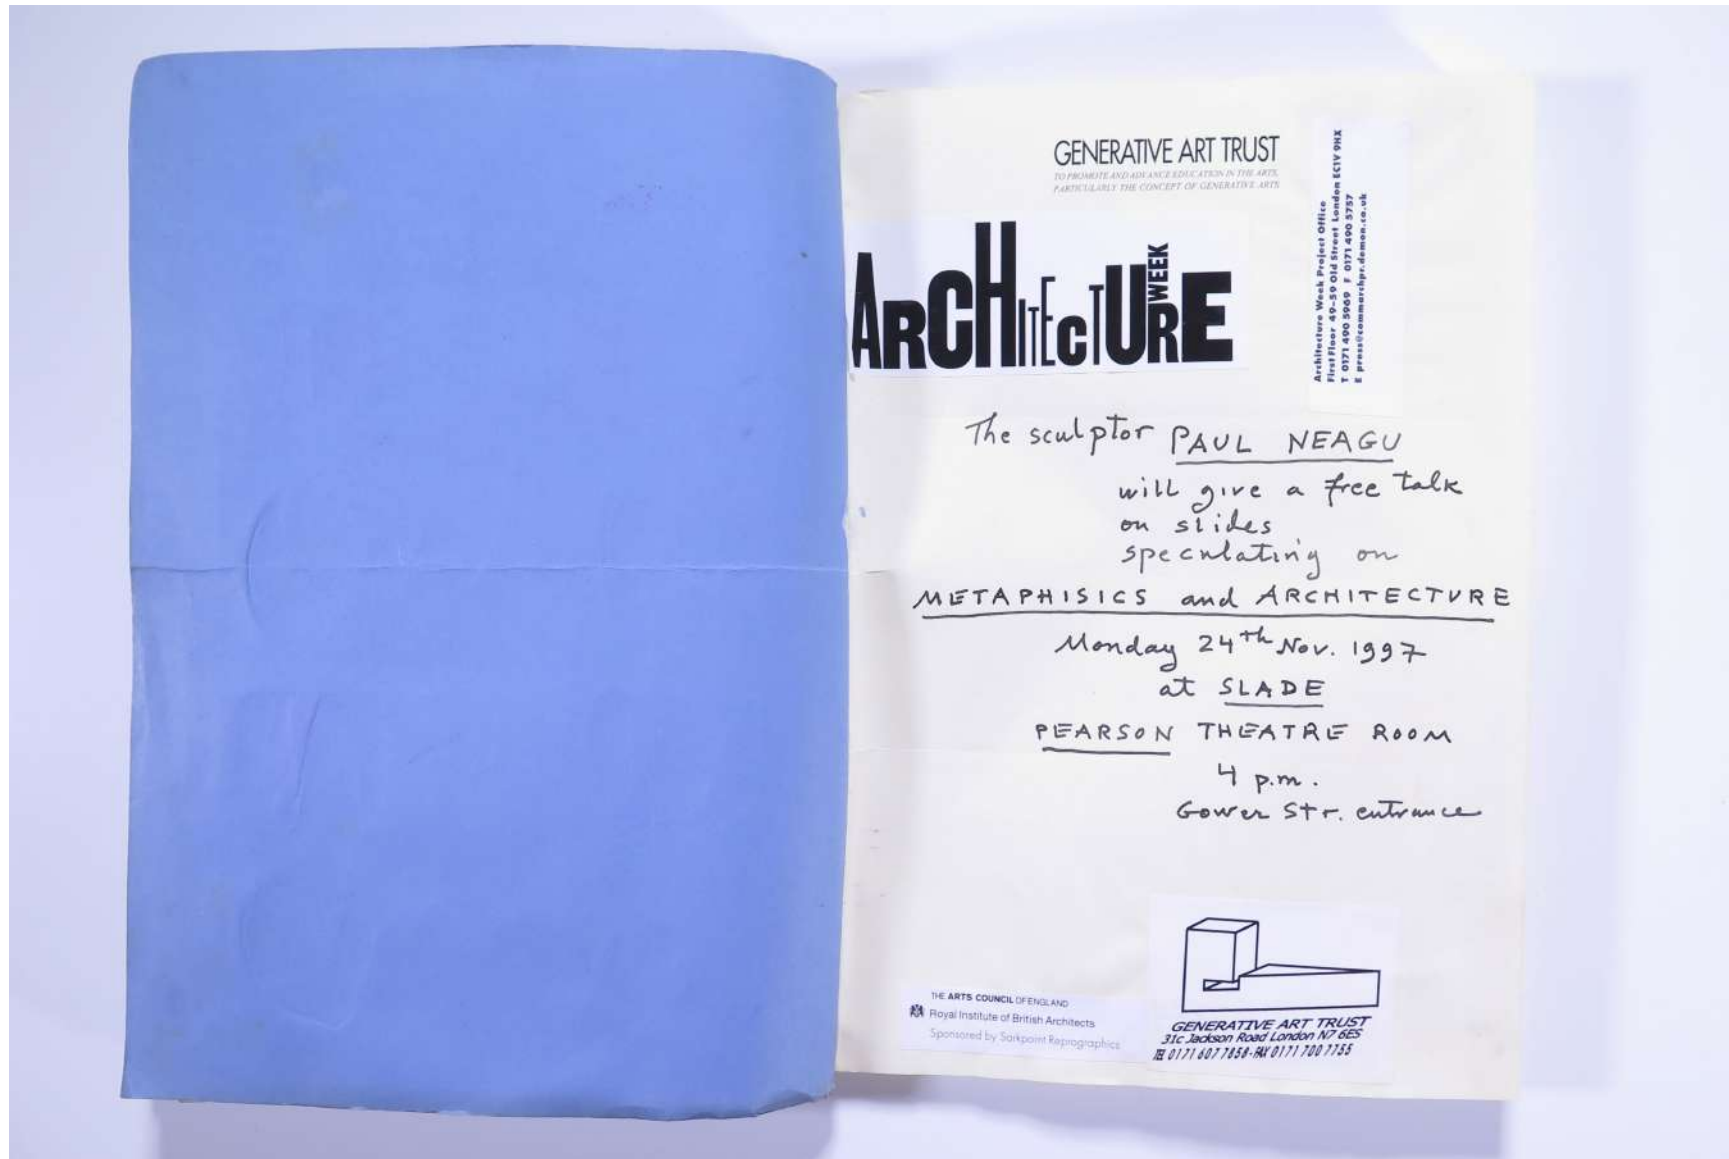 GENERATIVE ART TRUST
TO PROMOTE AND ADVANCE EDUCATION IN THE ARTS,
PARTICULARLY THE CONCEPT OF GENERATIVE ARTS
Architecture Week Project Office
First Floor 49-59 Old Street London EC1V 9HX
T 0171 490 5969 F 0171 490 5757
E press@commarchpr.demon.co.uk
ARCHITECTURE WEEK
The sculptor PAUL NEAGU
will give a free talk
on slides
speculating on
METAPHISICS and ARCHITECTURE
Monday 24th Nov. 1997
at SLADE
PEARSON THEATRE ROOM
4 p.m.
Gower Str. entrance
THE ARTS COUNCIL OF ENGLAND
Royal Institute of British Architects
Sponsored by Sarkpoint Reprographics
GENERATIVE ART TRUST
31c Jackson Road London N7 6ES
TEL 0171 607 7858-FAX 0171 700 7755